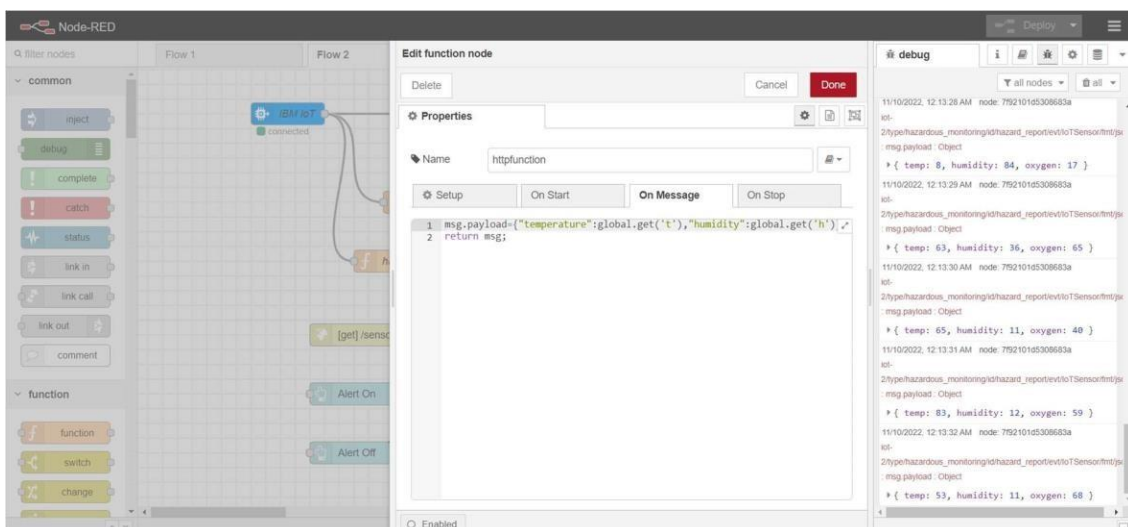 Node-RED
Deploy
filter nodes
Flow 1
Flow 2
common
inject
debug
complete
catch
status
link in
link call
link out
comment
function
function
switch
change
IBM IoT
connected
[get] /senso
Alert On
Alert Off
Edit function node
Delete
Cancel
Done
Properties
Name
httpfunction
Setup
On Start
On Message
On Stop
1 msg.payload={"temperature":global.get('t'),"humidity":global.get('h')
2 return msg;
Enabled
debug
all nodes
all
11/10/2022, 12:13:28 AM node: 7f92101d5308683a
iot-
2/type/hazardous_monitoring/id/hazard_report/evt/IoTSensor/fmt/jso
: msg.payload : Object
{ temp: 8, humidity: 84, oxygen: 17 }
11/10/2022, 12:13:29 AM node: 7f92101d5308683a
iot-
2/type/hazardous_monitoring/id/hazard_report/evt/IoTSensor/fmt/jso
: msg.payload : Object
{ temp: 63, humidity: 36, oxygen: 65 }
11/10/2022, 12:13:30 AM node: 7f92101d5308683a
iot-
2/type/hazardous_monitoring/id/hazard_report/evt/IoTSensor/fmt/jso
: msg.payload : Object
{ temp: 65, humidity: 11, oxygen: 40 }
11/10/2022, 12:13:31 AM node: 7f92101d5308683a
iot-
2/type/hazardous_monitoring/id/hazard_report/evt/IoTSensor/fmt/jso
: msg.payload : Object
{ temp: 83, humidity: 12, oxygen: 59 }
11/10/2022, 12:13:32 AM node: 7f92101d5308683a
iot-
2/type/hazardous_monitoring/id/hazard_report/evt/IoTSensor/fmt/jso
: msg.payload : Object
{ temp: 53, humidity: 11, oxygen: 68 }